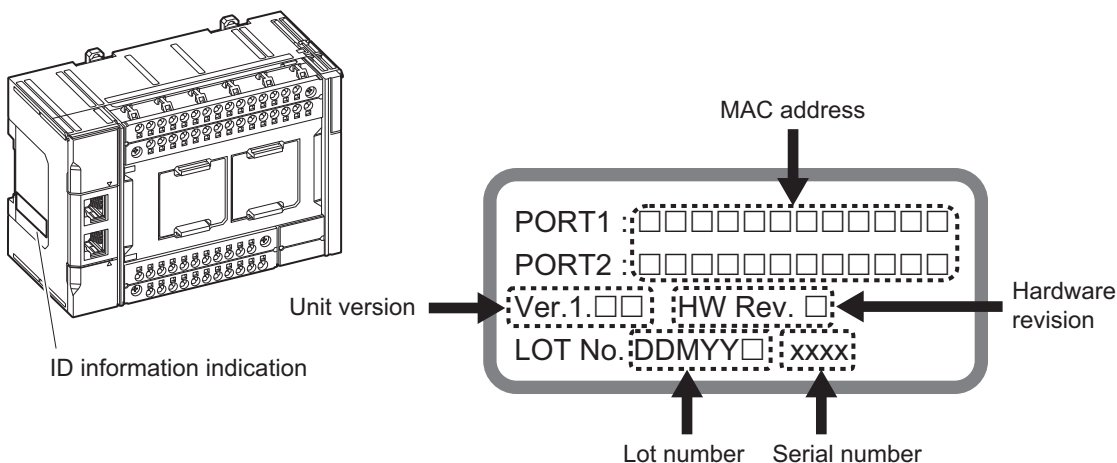 MAC address
PORT1 : □□□□□□□□□□□□
PORT2 : □□□□□□□□□□□□
Unit version
Ver.1.□□ HW Rev. □
Hardware revision
LOT No. DDMYY□ xxxx
ID information indication
Lot number Serial number